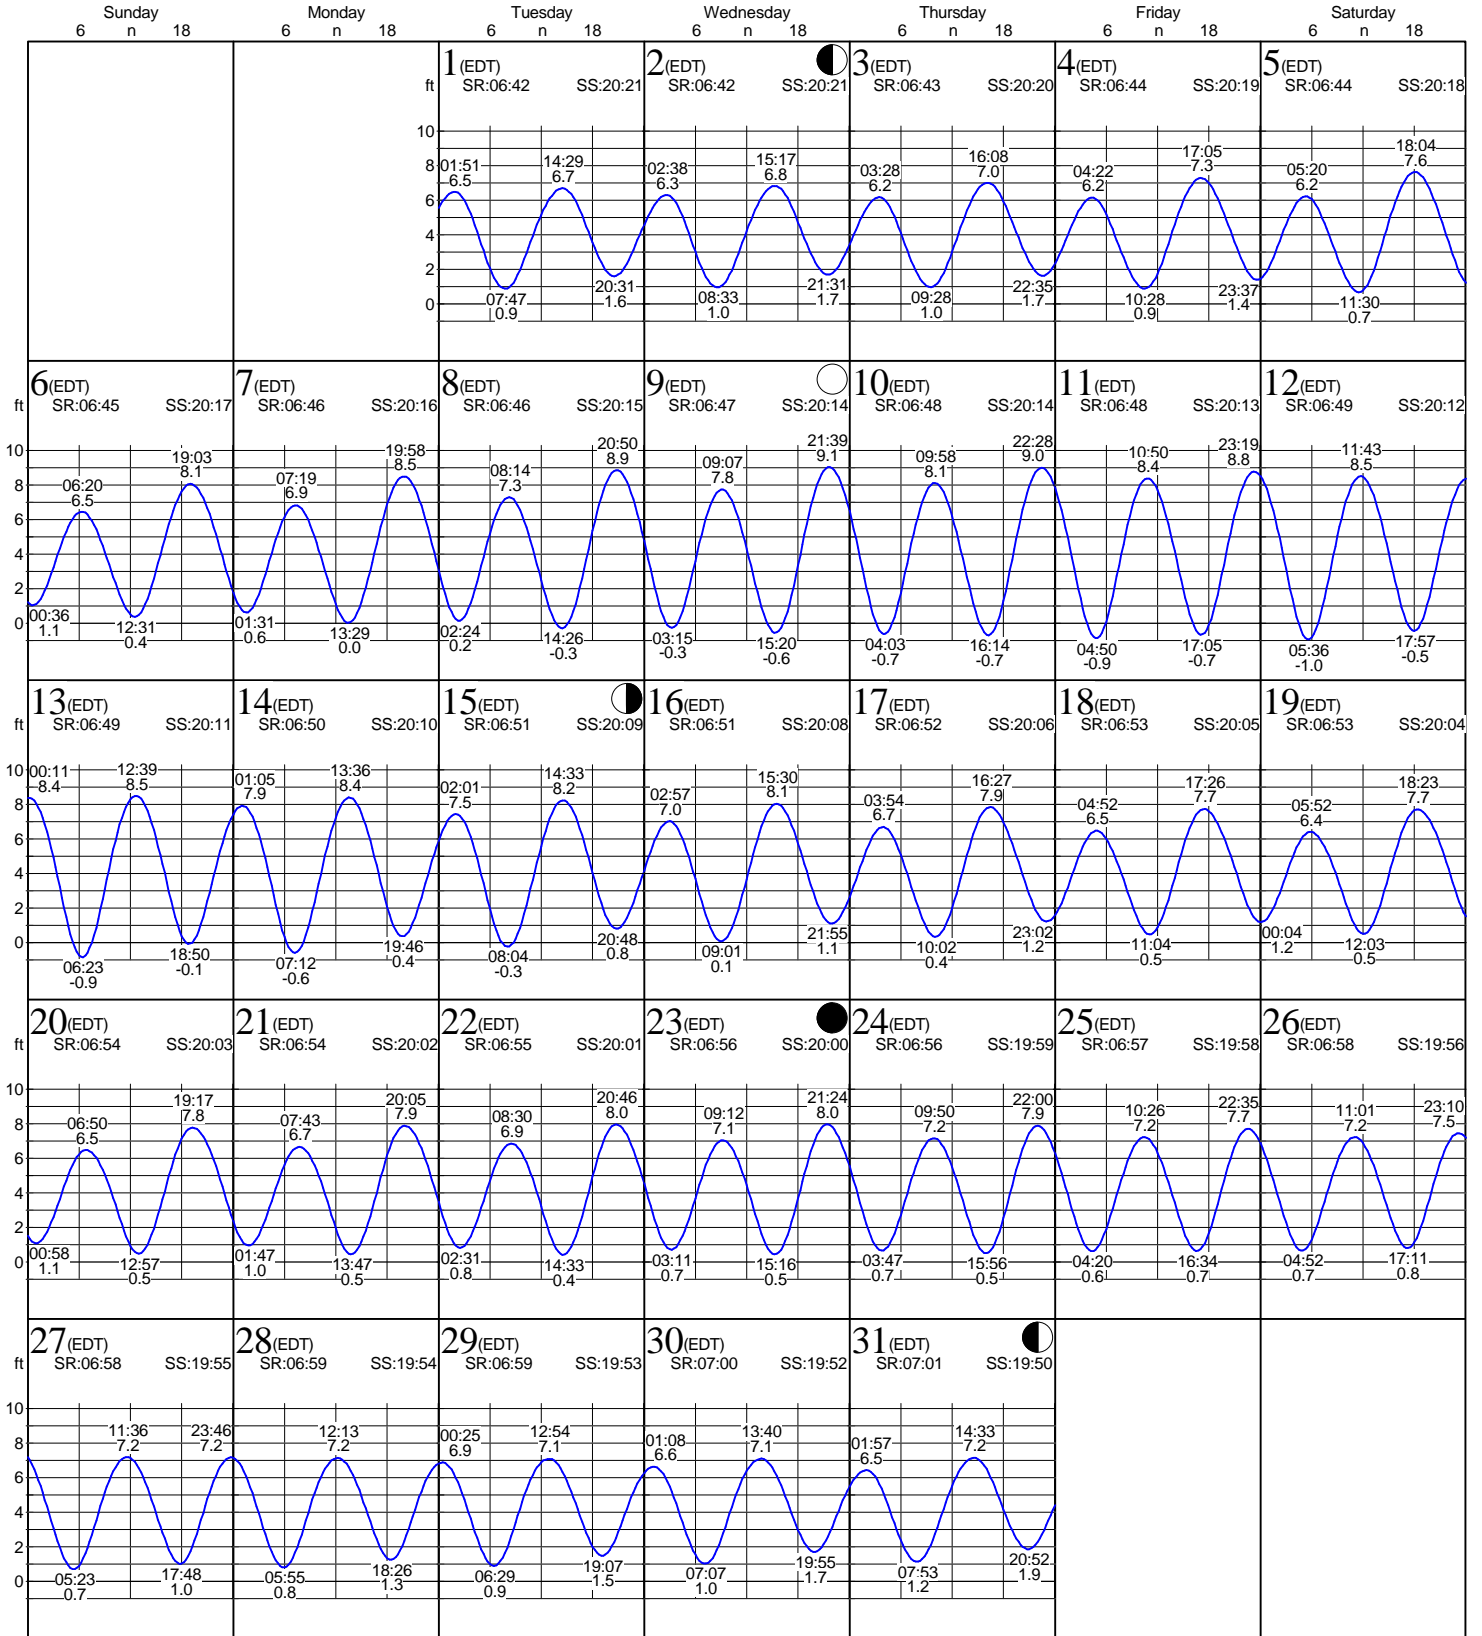 Sunday Monday Tuesday Wednesday Thursday Friday Saturday
6 n 18 6 n 18 6 n 18 6 n 18 6 n 18 6 n 18 6 n 18
1(EDT) 2(EDT) 3(EDT) 4(EDT) 5(EDT)
ft SR:06:42 SS:20:21 SR:06:42 SS:20:21 SR:06:43 SS:20:20 SR:06:44 SS:20:19 SR:06:44 SS:20:18
10
8
6
4
2
0
01:51 6.5 07:47 0.9 14:29 6.7 20:31 1.6
02:38 6.3 08:33 1.0 15:17 6.8 21:31 1.7
03:28 6.2 09:28 1.0 16:08 7.0 22:35 1.7
04:22 6.2 10:28 0.9 17:05 7.3 23:37 1.4
05:20 6.2 11:30 0.7 18:04 7.6
6(EDT) 7(EDT) 8(EDT) 9(EDT) 10(EDT) 11(EDT) 12(EDT)
ft SR:06:45 SS:20:17 SR:06:46 SS:20:16 SR:06:46 SS:20:15 SR:06:47 SS:20:14 SR:06:48 SS:20:14 SR:06:48 SS:20:13 SR:06:49 SS:20:12
10
8
6
4
2
0
00:36 1.1 06:20 6.5 12:31 0.4 19:03 8.1
01:31 0.6 07:19 6.9 13:29 0.0 19:58 8.5
02:24 0.2 08:14 7.3 14:26 -0.3 20:50 8.9
03:15 -0.3 09:07 7.8 15:20 -0.6 21:39 9.1
04:03 -0.7 09:58 8.1 16:14 -0.7 22:28 9.0
04:50 -0.9 10:50 8.4 17:05 -0.7 23:19 8.8
05:36 -1.0 11:43 8.5 17:57 -0.5
13(EDT) 14(EDT) 15(EDT) 16(EDT) 17(EDT) 18(EDT) 19(EDT)
ft SR:06:49 SS:20:11 SR:06:50 SS:20:10 SR:06:51 SS:20:09 SR:06:51 SS:20:08 SR:06:52 SS:20:06 SR:06:53 SS:20:05 SR:06:53 SS:20:04
10
8
6
4
2
0
00:11 8.4 06:23 -0.9 12:39 8.5 18:50 -0.1
01:05 7.9 07:12 -0.6 13:36 8.4 19:46 0.4
02:01 7.5 08:04 -0.3 14:33 8.2 20:48 0.8
02:57 7.0 09:01 0.1 15:30 8.1 21:55 1.1
03:54 6.7 10:02 0.4 16:27 7.9 23:02 1.2
04:52 6.5 11:04 0.5 17:26 7.7
00:04 1.2 05:52 6.4 12:03 0.5 18:23 7.7
20(EDT) 21(EDT) 22(EDT) 23(EDT) 24(EDT) 25(EDT) 26(EDT)
ft SR:06:54 SS:20:03 SR:06:54 SS:20:02 SR:06:55 SS:20:01 SR:06:56 SS:20:00 SR:06:56 SS:19:59 SR:06:57 SS:19:58 SR:06:58 SS:19:56
10
8
6
4
2
0
00:58 1.1 06:50 6.5 12:57 0.5 19:17 7.8
01:47 1.0 07:43 6.7 13:47 0.5 20:05 7.9
02:31 0.8 08:30 6.9 14:33 0.4 20:46 8.0
03:11 0.7 09:12 7.1 15:16 0.5 21:24 8.0
03:47 0.7 09:50 7.2 15:56 0.5 22:00 7.9
04:20 0.6 10:26 7.2 16:34 0.7 22:35 7.7
04:52 0.7 11:01 7.2 17:11 0.8 23:10 7.5
27(EDT) 28(EDT) 29(EDT) 30(EDT) 31(EDT)
ft SR:06:58 SS:19:55 SR:06:59 SS:19:54 SR:06:59 SS:19:53 SR:07:00 SS:19:52 SR:07:01 SS:19:50
10
8
6
4
2
0
05:23 0.7 11:36 7.2 17:48 1.0 23:46 7.2
05:55 0.8 12:13 7.2 18:26 1.3
00:25 6.9 06:29 0.9 12:54 7.1 19:07 1.5
01:08 6.6 07:07 1.0 13:40 7.1 19:55 1.7
01:57 6.5 07:53 1.2 14:33 7.2 20:52 1.9